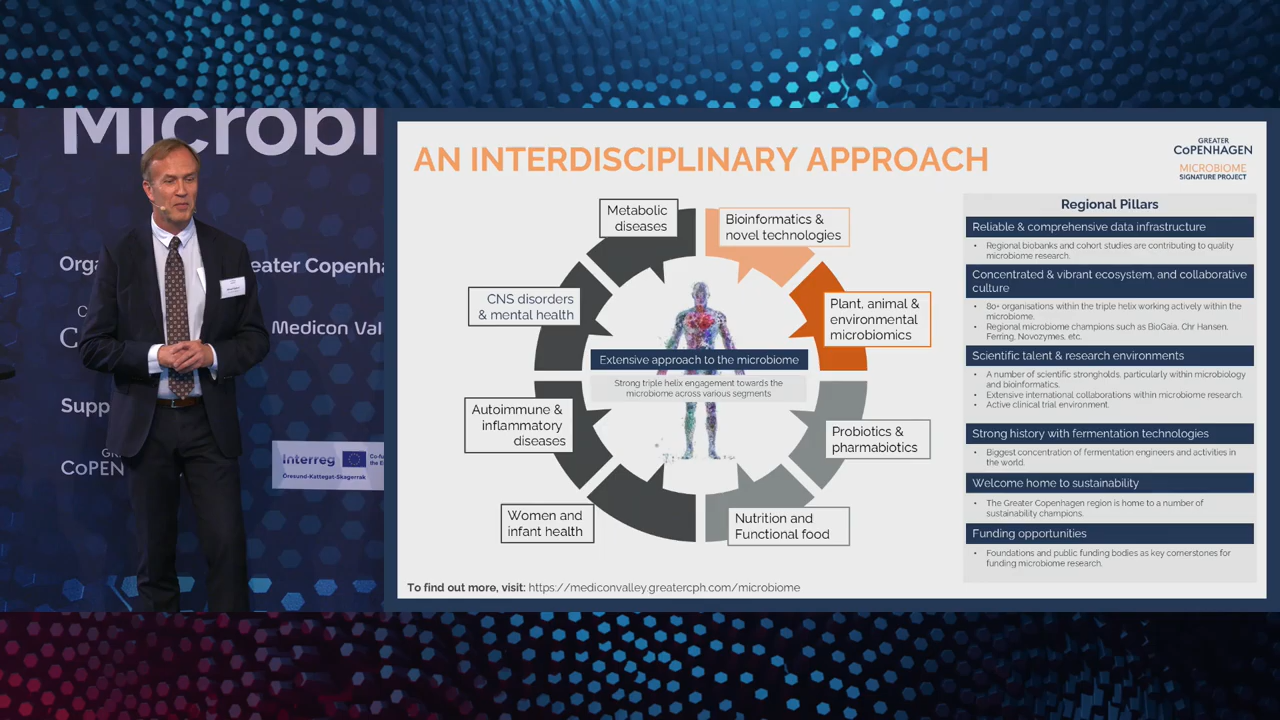 Microbi
Orga
eater Copenha
C
C
Medicon Val
Supp
GR
COPEN
Interreg
Co-fu
the E
Öresund-Kattegat-Skagerrak
AN INTERDISCIPLINARY APPROACH
GREATER
COPENHAGEN
MICROBIOME
SIGNATURE PROJECT
Metabolic
diseases
Bioinformatics &
novel technologies
CNS disorders
& mental health
Plant, animal &
environmental
microbiomics
Extensive approach to the microbiome
Strong triple helix engagement towards the
microbiome across various segments
Autoimmune &
inflammatory
diseases
Probiotics &
pharmabiotics
Women and
infant health
Nutrition and
Functional food
To find out more, visit: https://mediconvalley.greatercph.com/microbiome
Regional Pillars
Reliable & comprehensive data infrastructure
• Regional biobanks and cohort studies are contributing to quality
microbiome research.
Concentrated & vibrant ecosystem, and collaborative
culture
• 80+ organisations within the triple helix working actively within the
microbiome.
• Regional microbiome champions such as BioGaia, Chr Hansen,
Ferring, Novozymes, etc.
Scientific talent & research environments
• A number of scientific strongholds, particularly within microbiology
and bioinformatics.
• Extensive international collaborations within microbiome research.
• Active clinical trial environment.
Strong history with fermentation technologies
• Biggest concentration of fermentation engineers and activities in
the world.
Welcome home to sustainability
• The Greater Copenhagen region is home to a number of
sustainability champions.
Funding opportunities
• Foundations and public funding bodies as key cornerstones for
funding microbiome research.